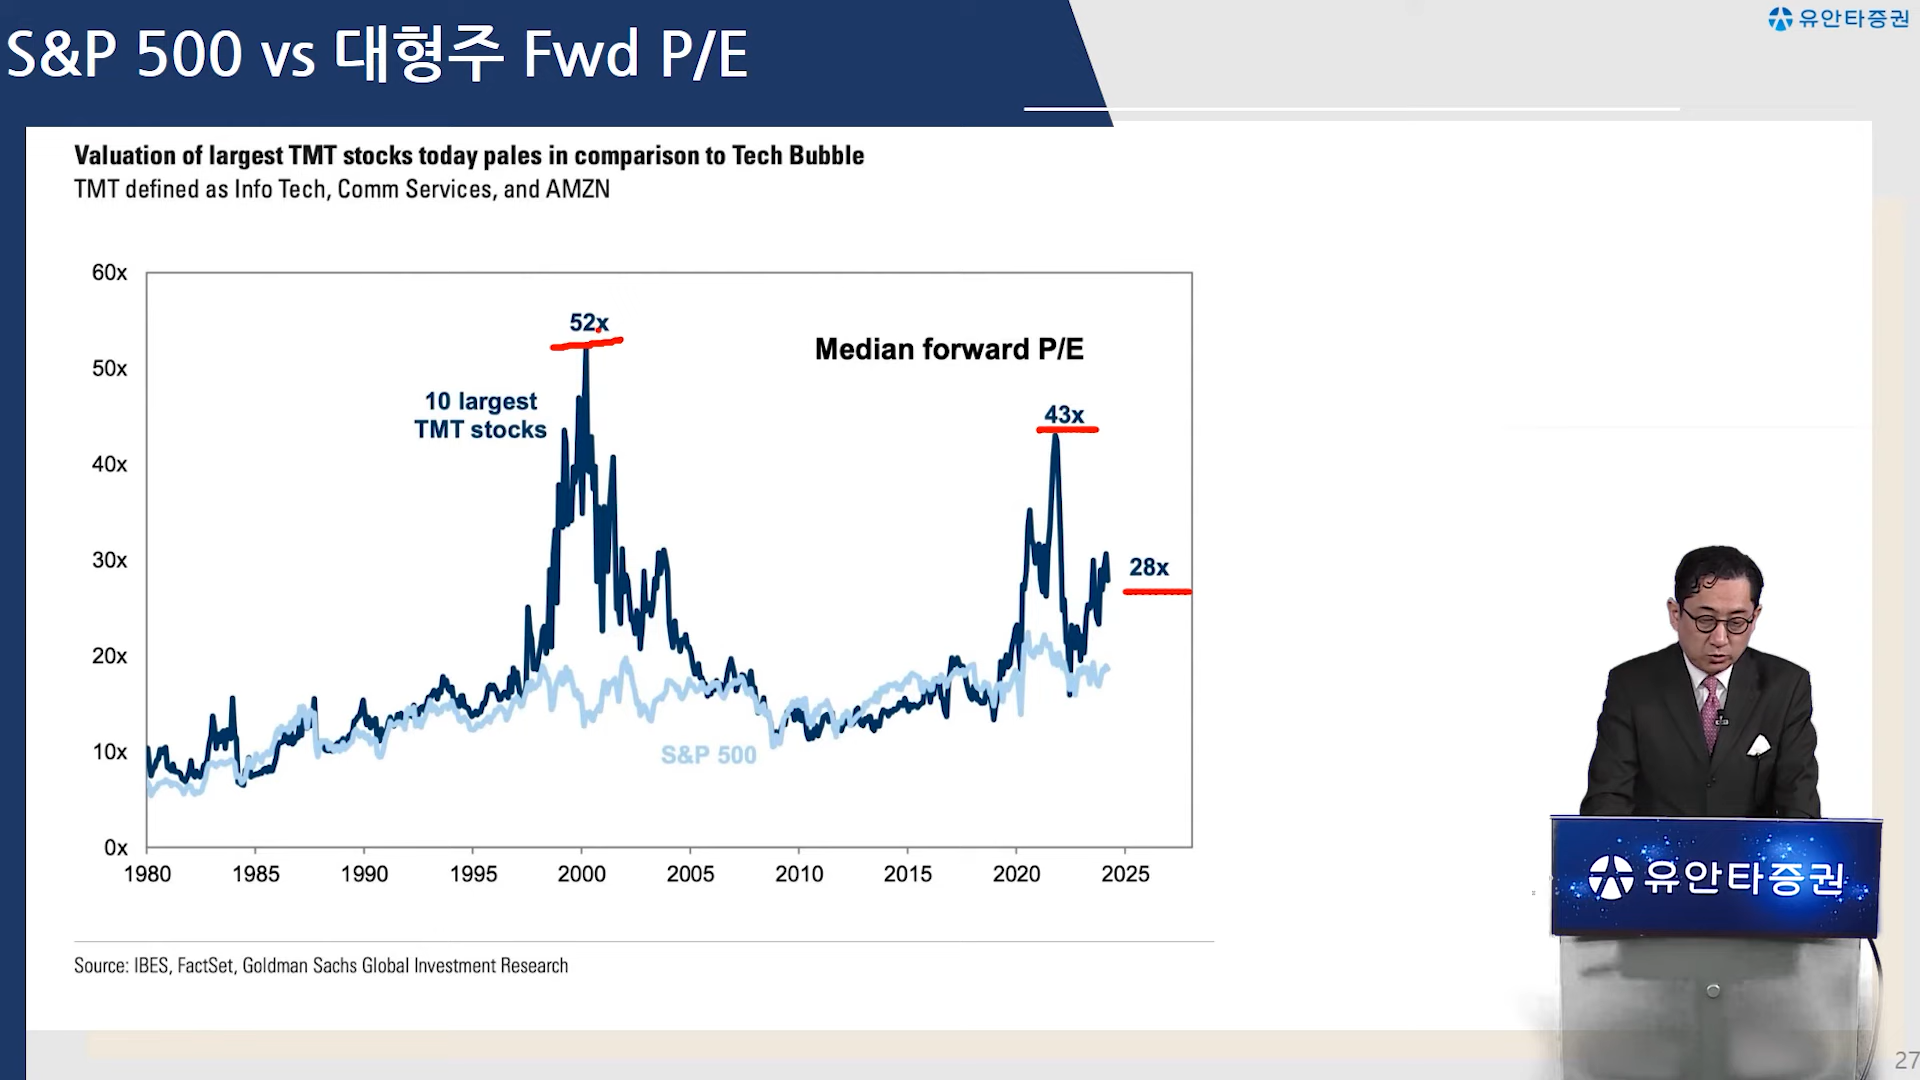 S&P 500 vs 대형주 Fwd P/E
유안타증권
Valuation of largest TMT stocks today pales in comparison to Tech Bubble
TMT defined as Info Tech, Comm Services, and AMZN
60x
50x
40x
30x
20x
10x
0x
52x
Median forward P/E
10 largest
TMT stocks
43x
28x
S&P 500
1980
1985
1990
1995
2000
2005
2010
2015
2020
2025
Source: IBES, FactSet, Goldman Sachs Global Investment Research
유안타증권
27